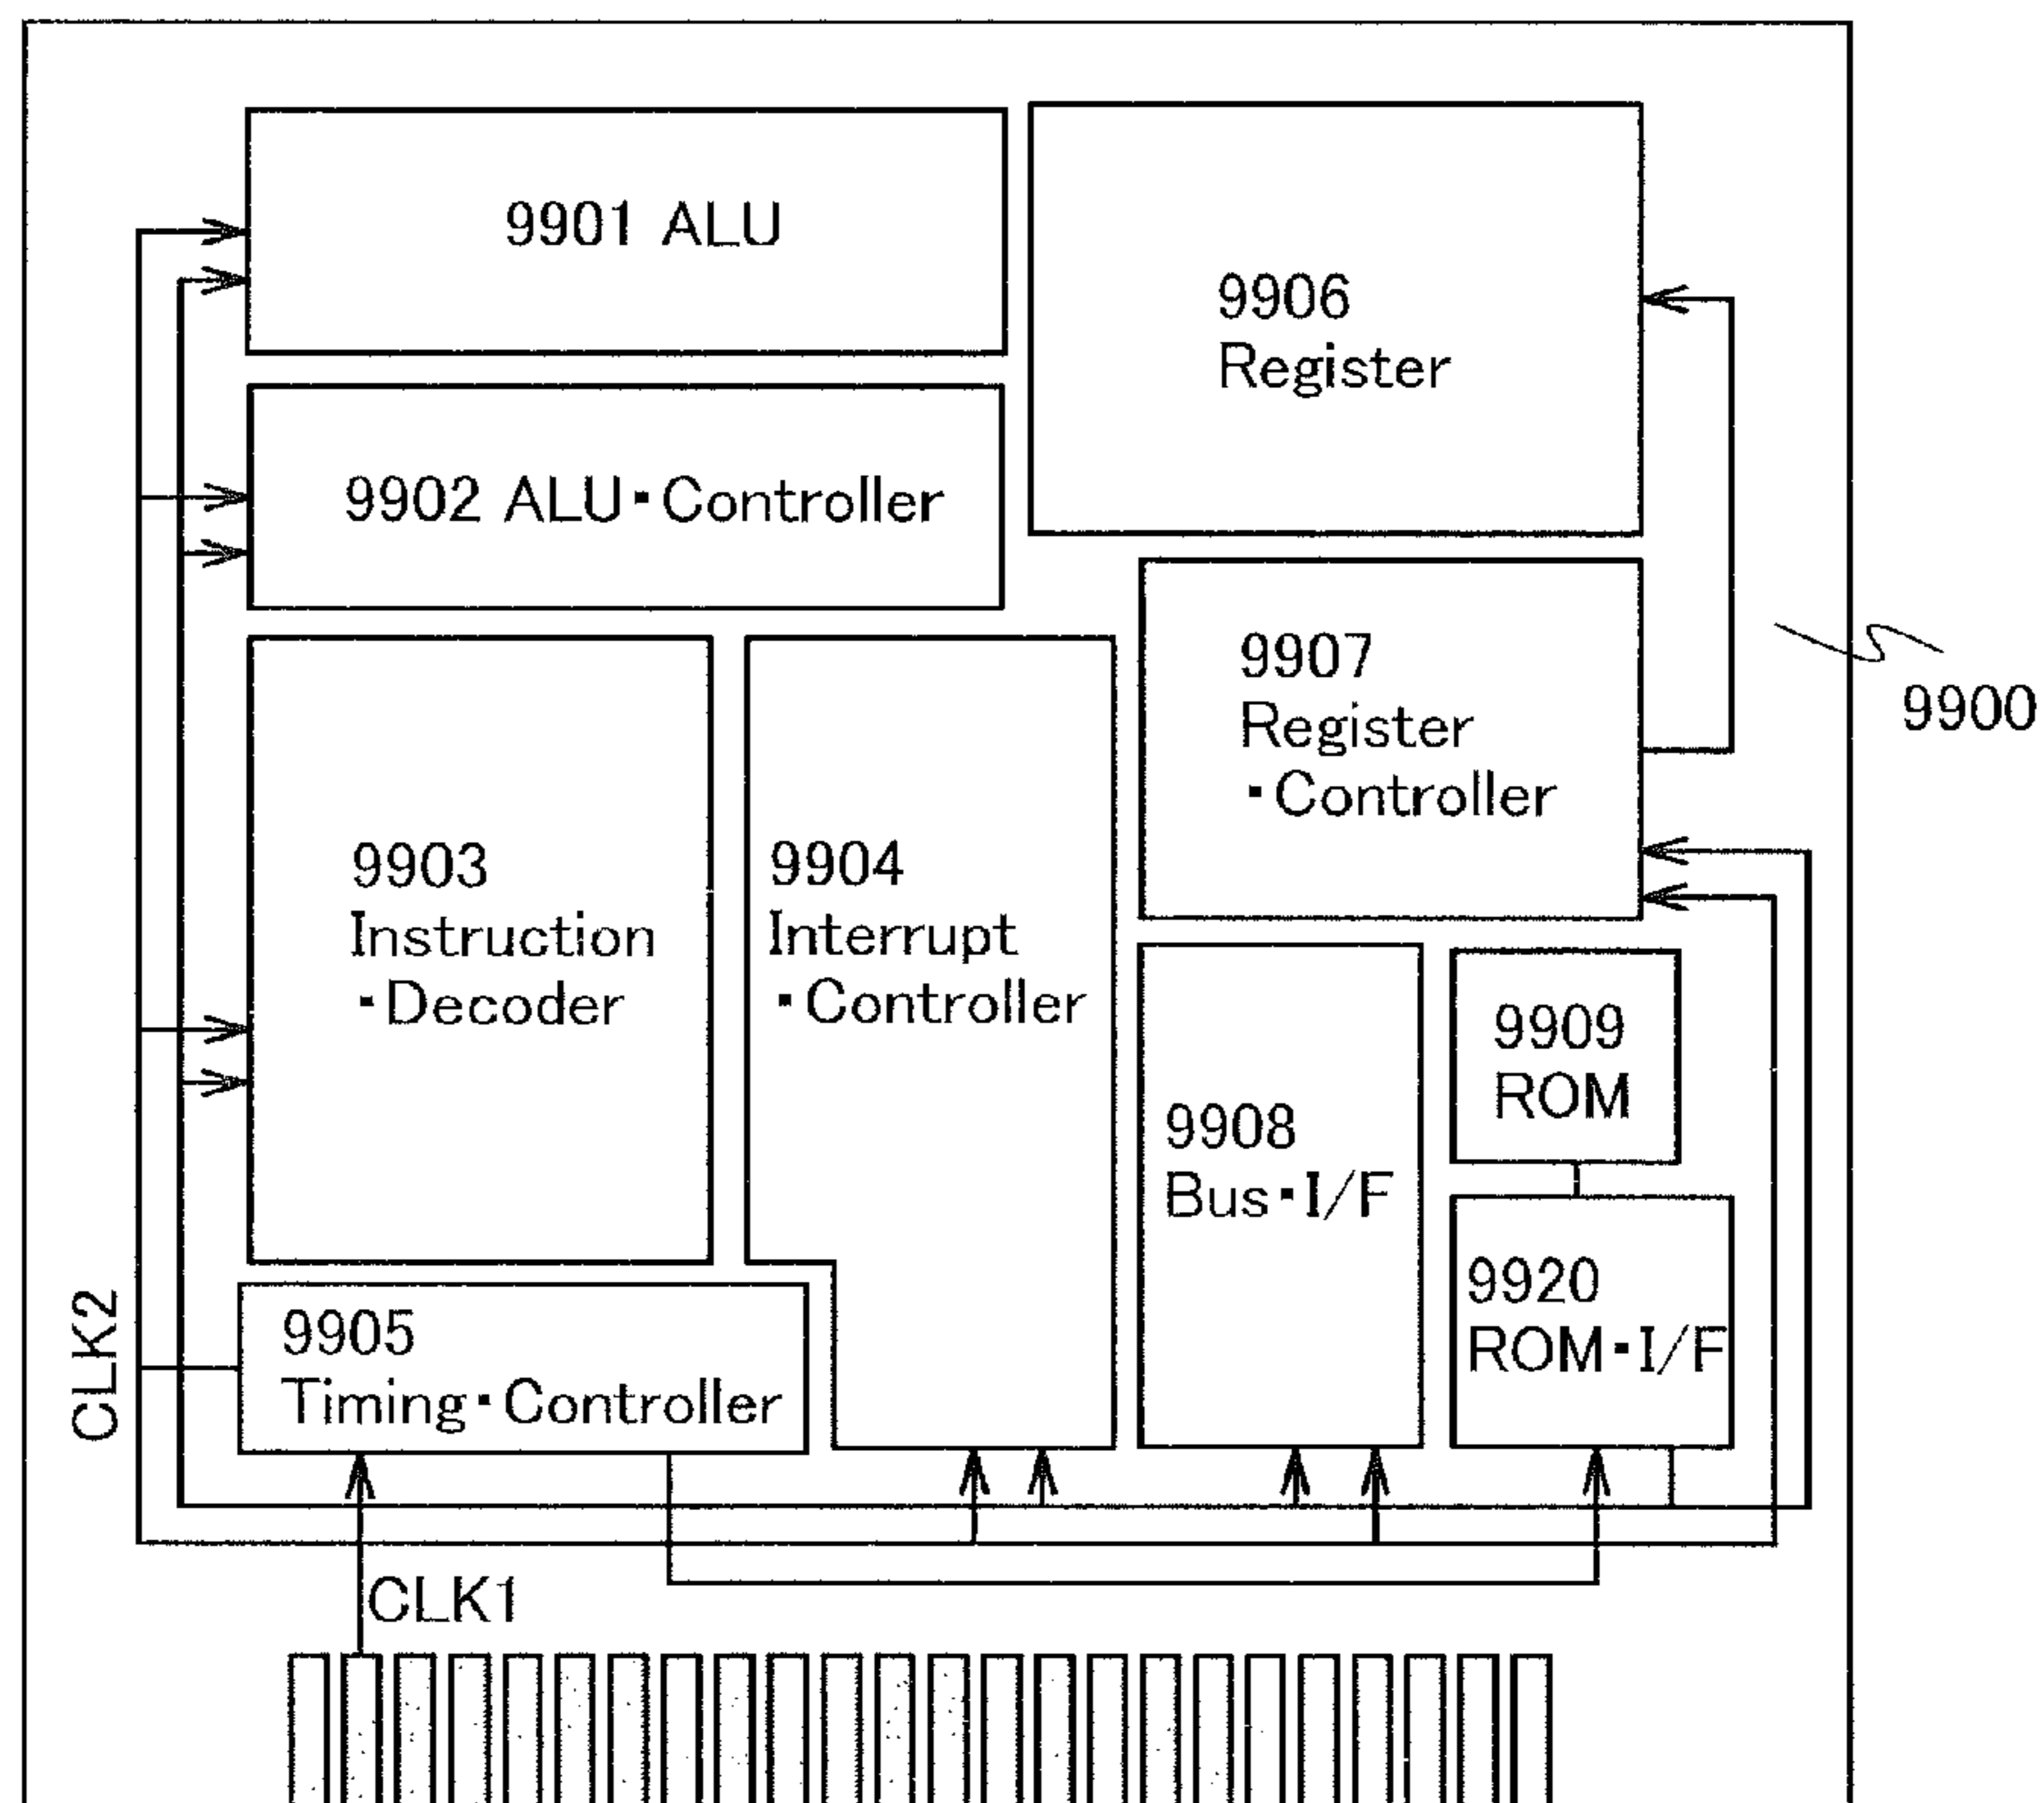 9901 ALU
9906
Register
9902 ALU▪Controller
9907
Register
▪Controller
9900
9903
Instruction
▪Decoder
9904
Interrupt
▪Controller
9909
ROM
9908
Bus▪I/F
9920
ROM▪I/F
9905
Timing▪Controller
CLK2
CLK1